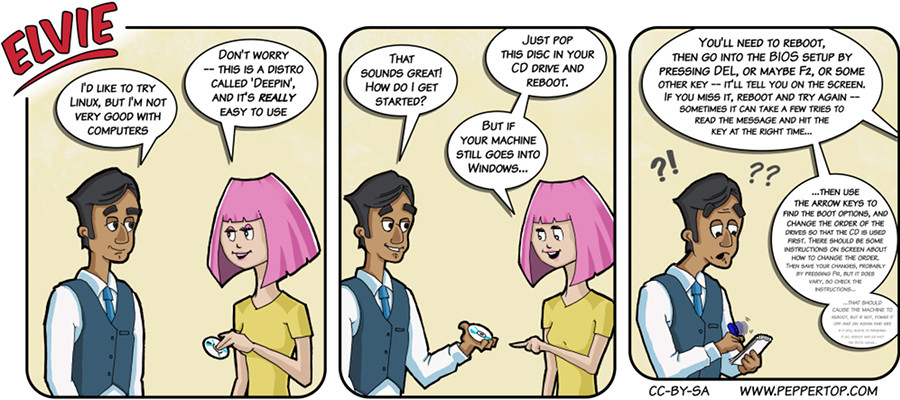 ELVIE
I'D LIKE TO TRY
LINUX, BUT I'M NOT
VERY GOOD WITH
COMPUTERS
DON'T WORRY
-- THIS IS A DISTRO
CALLED 'DEEPIN',
AND IT'S REALLY
EASY TO USE
THAT
SOUNDS GREAT!
HOW DO I GET
STARTED?
JUST POP
THIS DISC IN YOUR
CD DRIVE AND
REBOOT.
BUT IF
YOUR MACHINE
STILL GOES INTO
WINDOWS...
YOU'LL NEED TO REBOOT,
THEN GO INTO THE BIOS SETUP BY
PRESSING DEL, OR MAYBE F2, OR SOME
OTHER KEY -- IT'LL TELL YOU ON THE SCREEN.
IF YOU MISS IT, REBOOT AND TRY AGAIN --
SOMETIMES IT CAN TAKE A FEW TRIES TO
READ THE MESSAGE AND HIT THE
KEY AT THE RIGHT TIME...
?!
??
...THEN USE
THE ARROW KEYS TO
FIND THE BOOT OPTIONS, AND
CHANGE THE ORDER OF THE
DRIVES SO THAT THE CD IS USED
FIRST. THERE SHOULD BE SOME
INSTRUCTIONS ON SCREEN ABOUT
HOW TO CHANGE THE ORDER.
THEN SAVE YOUR CHANGES, PROBABLY
BY PRESSING F10, BUT IT DOES
VARY, SO CHECK THE
INSTRUCTIONS...
...THAT SHOULD
CAUSE THE MACHINE TO
REBOOT, BUT IF NOT, POWER IT
OFF AND ON AGAIN AND SEE
CC-BY-SA
WWW.PEPPERTOP.COM